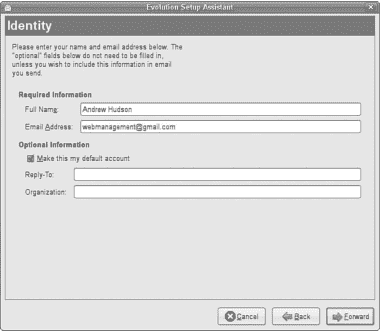 Evolution Setup Assistant
Identity
Please enter your name and email address below. The
"optional" fields below do not need to be filled in,
unless you wish to include this information in email
you send.
Required Information
Full Name: Andrew Hudson
Email Address: webmanagement@gmail.com
Optional Information
Make this my default account
Reply-To:
Organization:
Cancel Back Forward